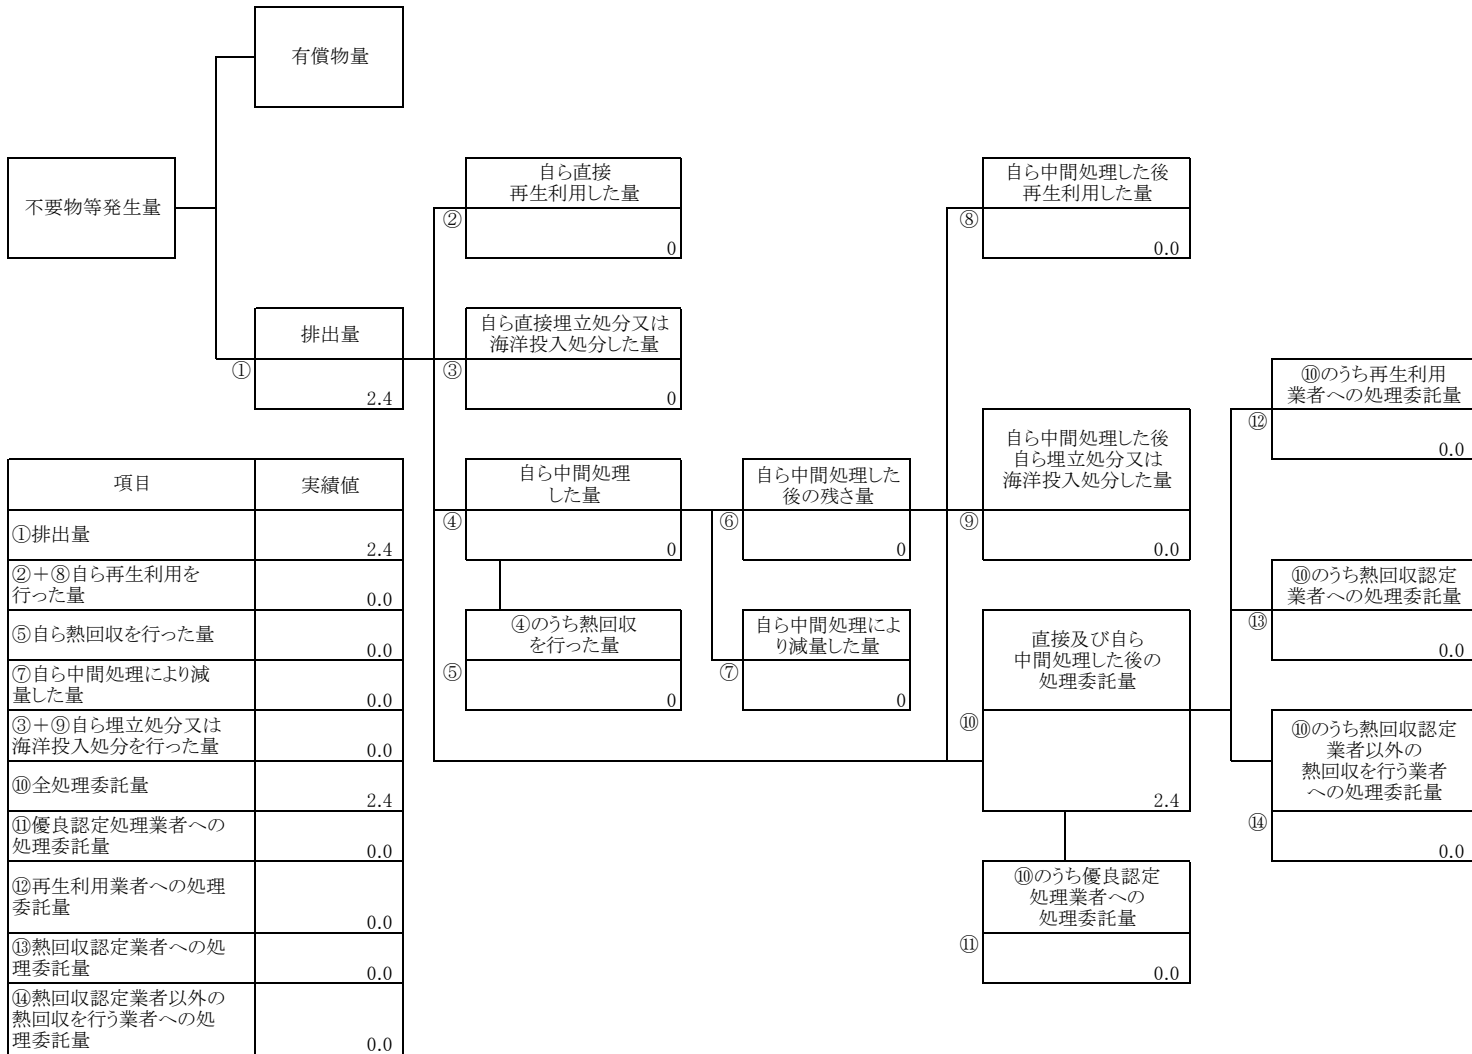 有償物量
不要物等発生量
自ら直接
再生利用した量
②
0
自ら中間処理した後
再生利用した量
⑧
0.0
排出量
①
2.4
自ら直接埋立処分又は
海洋投入処分した量
③
0
⑩のうち再生利用
業者への処理委託量
⑫
0.0
自ら中間処理
した量
④
0
自ら中間処理した
後の残さ量
⑥
0
自ら中間処理した後
自ら埋立処分又は
海洋投入処分した量
⑨
0.0
⑩のうち熱回収認定
業者への処理委託量
⑬
0.0
④のうち熱回収
を行った量
⑤
0
自ら中間処理によ
り減量した量
⑦
0
直接及び自ら
中間処理した後の
処理委託量
⑩
2.4
⑩のうち熱回収認定
業者以外の
熱回収を行う業者
への処理委託量
⑭
0.0
⑩のうち優良認定
処理業者への
処理委託量
⑪
0.0
項目 実績値
①排出量
2.4
②+⑧自ら再生利用を
行った量
0.0
⑤自ら熱回収を行った量
0.0
⑦自ら中間処理により減
量した量
0.0
③+⑨自ら埋立処分又は
海洋投入処分を行った量
0.0
⑩全処理委託量
2.4
⑪優良認定処理業者への
処理委託量
0.0
⑫再生利用業者への処理
委託量
0.0
⑬熱回収認定業者への処
理委託量
0.0
⑭熱回収認定業者以外の
熱回収を行う業者への処
理委託量
0.0